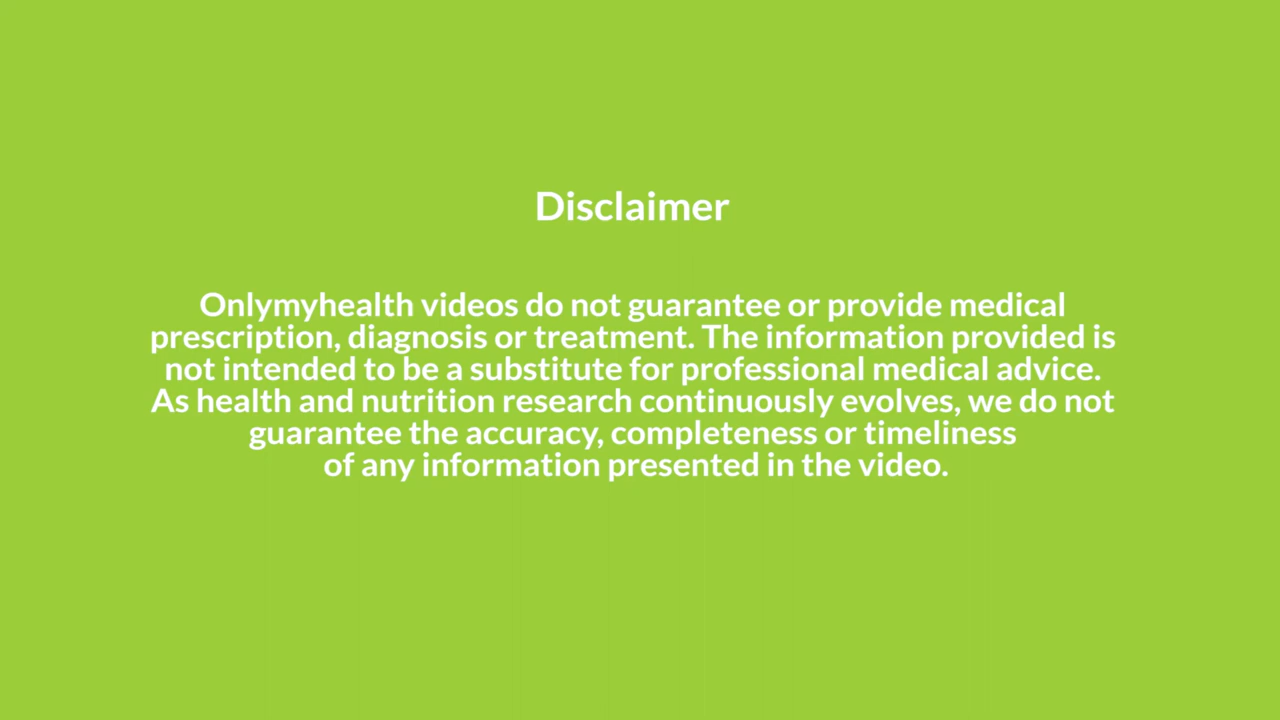 Disclaimer
Onlymyhealth videos do not guarantee or provide medical
prescription, diagnosis or treatment. The information provided is
not intended to be a substitute for professional medical advice.
As health and nutrition research continuously evolves, we do not
guarantee the accuracy, completeness or timeliness
of any information presented in the video.